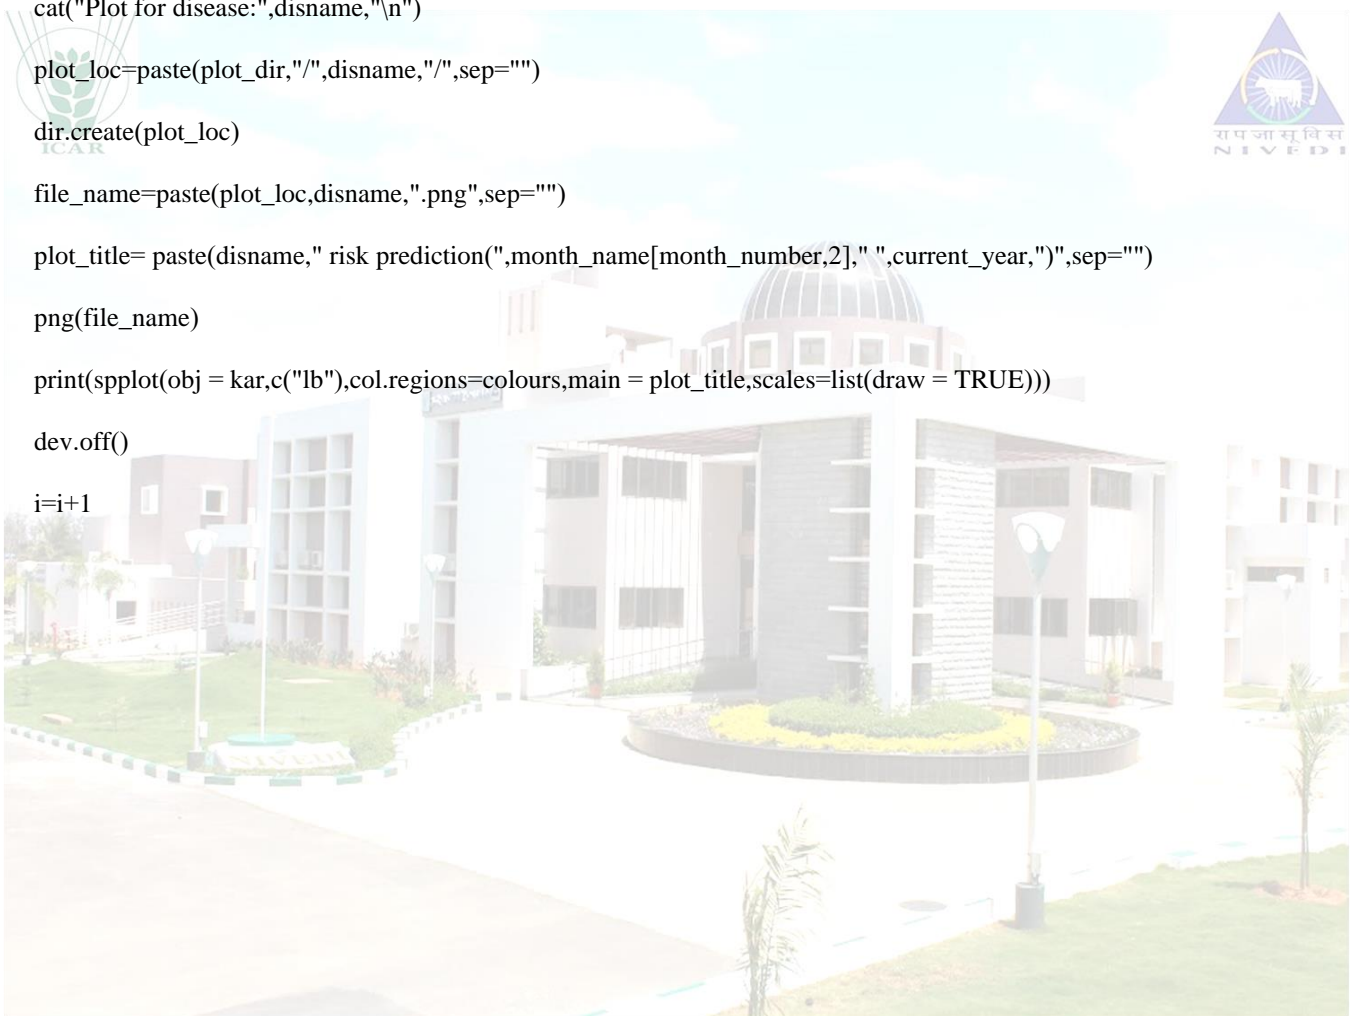 cat("Plot for disease:",disname,"\n")
plot_loc=paste(plot_dir,"/",disname,"/",sep="")
dir.create(plot_loc)
ICAR
रापजासूविस
NIVEDI
file_name=paste(plot_loc,disname,".png",sep="")
plot_title= paste(disname," risk prediction(",month_name[month_number,2]," ",current_year,")",sep="")
png(file_name)
print(spplot(obj = kar,c("lb"),col.regions=colours,main = plot_title,scales=list(draw = TRUE)))
dev.off()
i=i+1
NIVEDI